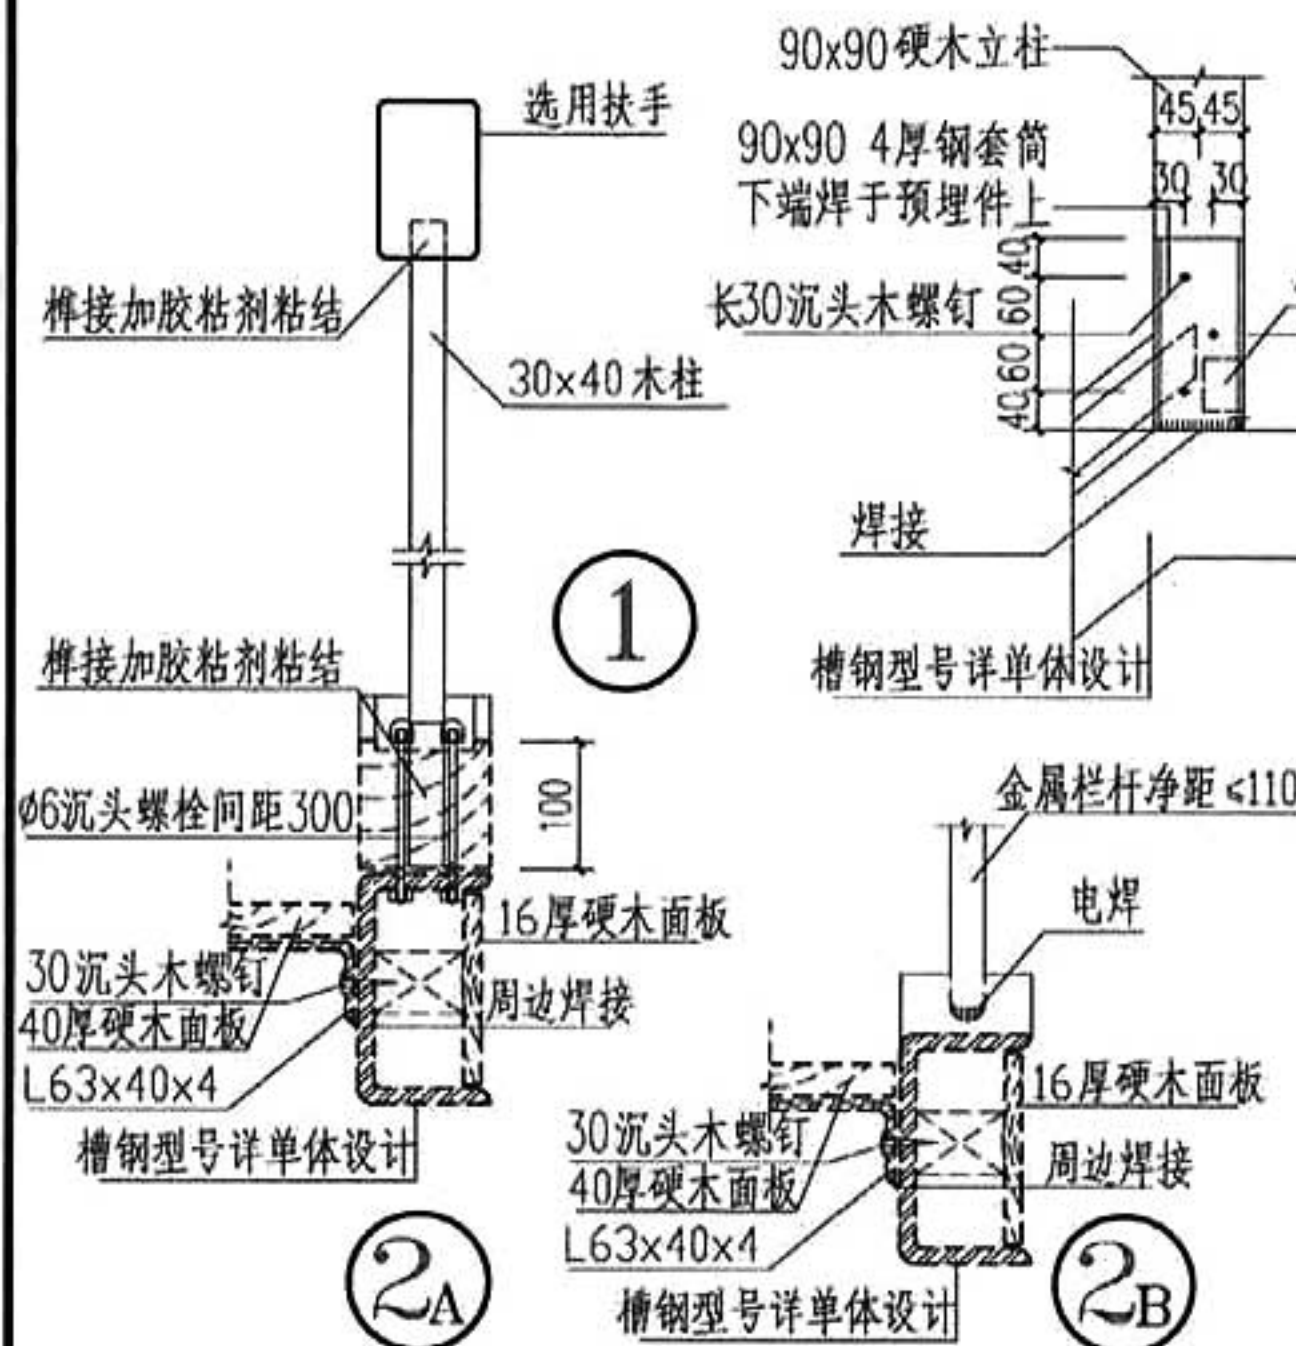 选用扶手
榫接加胶粘剂粘结
30x40木柱
1
榫接加胶粘剂粘结
ø6沉头螺栓间距300
100
16厚硬木面板
30沉头木螺钉
周边焊接
40厚硬木面板
L63x40x4
槽钢型号详单体设计
2A
90x90硬木立柱
45 45
90x90 4厚钢套筒
30 30
下端焊于预埋件上
40
长30沉头木螺钉
60
60
40
焊接
槽钢型号详单体设计
金属栏杆净距≤110
电焊
16厚硬木面板
30沉头木螺钉
周边焊接
40厚硬木面板
L63x40x4
槽钢型号详单体设计
2B